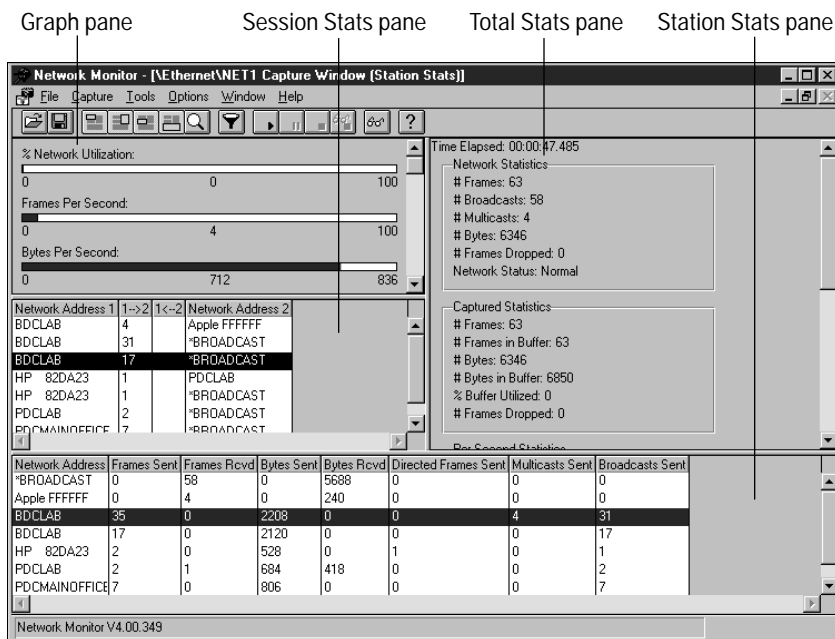 Graph pane Session Stats pane Total Stats pane Station Stats pane
Network Monitor - [\Ethernet\NET1 Capture Window (Station Stats)]
File Capture Tools Options Window Help
% Network Utilization:
0 0 100
Frames Per Second:
0 4 100
Bytes Per Second:
0 712 836
Time Elapsed: 00:00:47.485
Network Statistics
# Frames: 63
# Broadcasts: 58
# Multicasts: 4
# Bytes: 6346
# Frames Dropped: 0
Network Status: Normal
Captured Statistics
# Frames: 63
# Frames in Buffer: 63
# Bytes: 6346
# Bytes in Buffer: 6850
% Buffer Utilized: 0
# Frames Dropped: 0
Per Second Statistics
Network Address 1 1-->2 1<--2 Network Address 2
BDCLAB 4 Apple FFFFFF
BDCLAB 31 *BROADCAST
BDCLAB 17 *BROADCAST
HP 82DA23 1 PDCLAB
HP 82DA23 1 *BROADCAST
PDCLAB 2 *BROADCAST
PDCMAINOFFICE 7 *BROADCAST
Network Address Frames Sent Frames Rcvd Bytes Sent Bytes Rcvd Directed Frames Sent Multicasts Sent Broadcasts Sent
*BROADCAST 0 58 0 5688 0 0 0
Apple FFFFFF 0 4 0 240 0 0 0
BDCLAB 35 0 2208 0 0 4 31
BDCLAB 17 0 2120 0 0 0 17
HP 82DA23 2 0 528 0 1 0 1
PDCLAB 2 1 684 418 0 0 2
PDCMAINOFFICE 7 0 806 0 0 0 7
Network Monitor V4.00.349